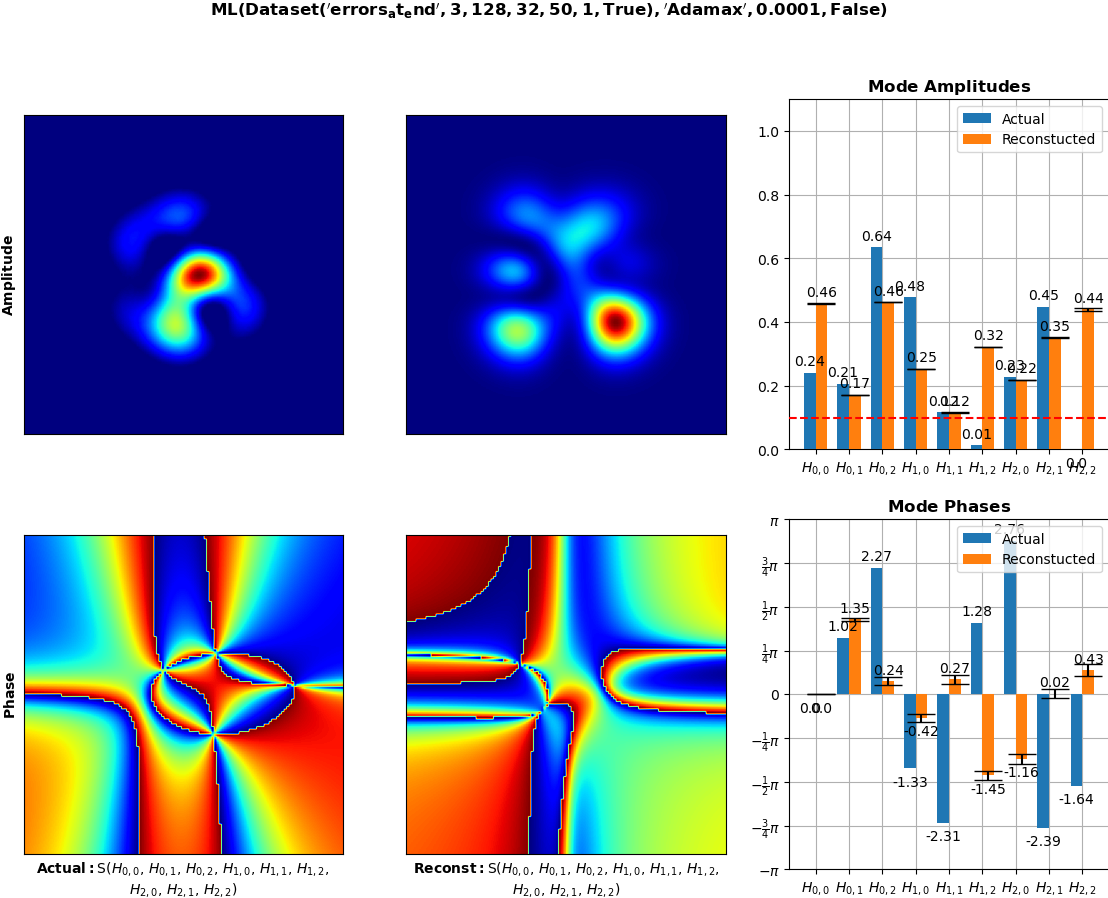 ML(Dataset('errors_at_end', 3, 128, 32, 50, 1, True), 'Adamax', 0.0001, False)
Amplitude
Mode Amplitudes
Actual
Reconstucted
1.0
0.8
0.6
0.4
0.2
0.0
0.24
0.46
0.21
0.17
0.64
0.46
0.48
0.25
0.12
0.12
0.01
0.32
0.23
0.22
0.45
0.35
0.0
0.44
H0,0 H0,1 H0,2 H1,0 H1,1 H1,2 H2,0 H2,1 H2,2
Phase
Mode Phases
Actual
Reconstucted
π
3/4π
1/2π
1/4π
0
−1/4π
−1/2π
−3/4π
−π
0.0
0.0
1.02
1.35
2.27
0.24
-1.33
-0.42
-2.31
0.27
1.28
-1.45
2.76
-1.16
-2.39
0.02
-1.64
0.43
H0,0 H0,1 H0,2 H1,0 H1,1 H1,2 H2,0 H2,1 H2,2
Actual: S(H0,0, H0,1, H0,2, H1,0, H1,1, H1,2,
H2,0, H2,1, H2,2)
Reconst: S(H0,0, H0,1, H0,2, H1,0, H1,1, H1,2,
H2,0, H2,1, H2,2)